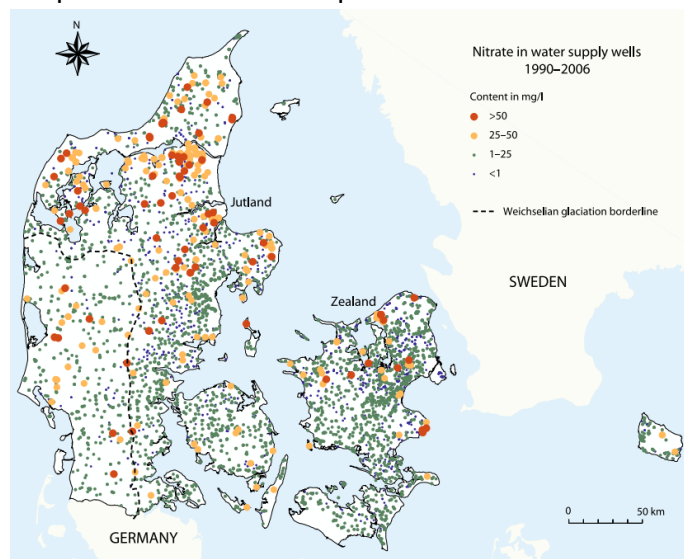 N
Nitrate in water supply wells
1990–2006
Content in mg/l
>50
25–50
1–25
<1
Weichselian glaciation borderline
Jutland
SWEDEN
Zealand
GERMANY
0
50 km